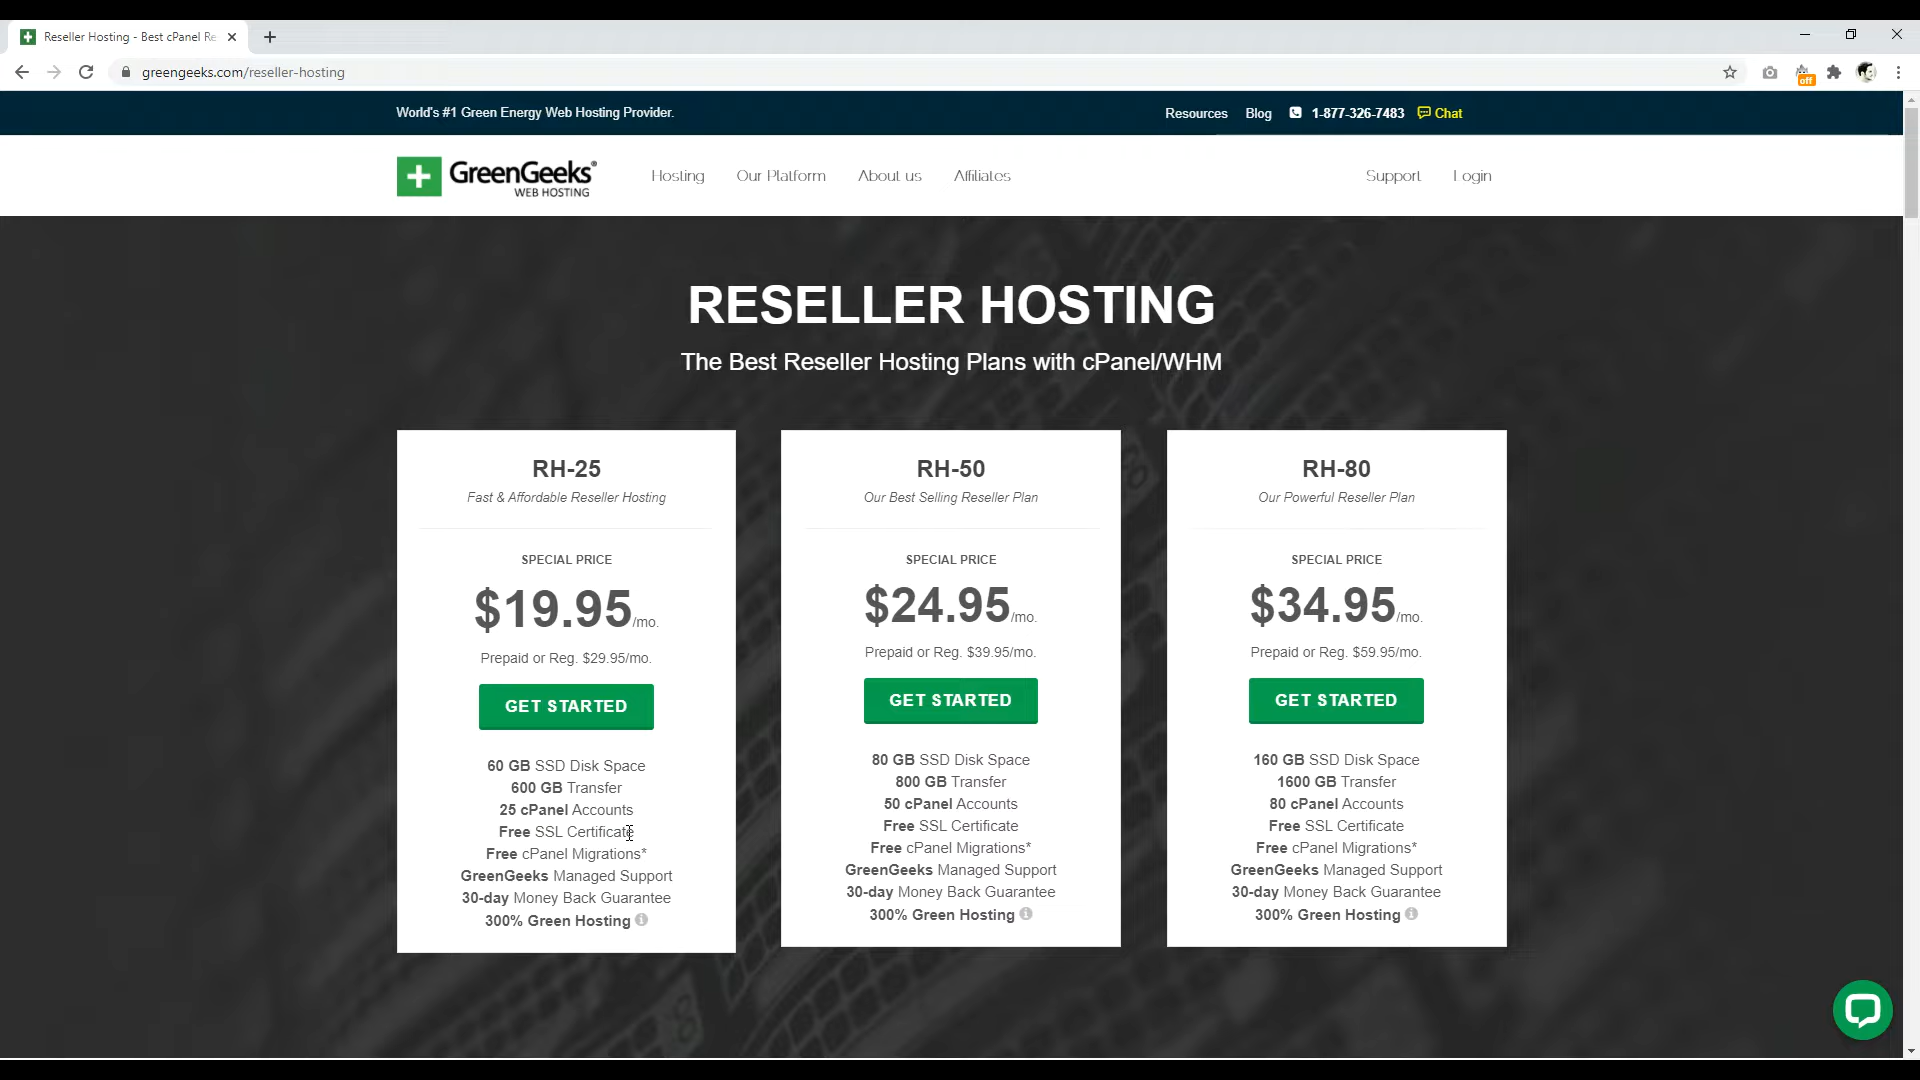 Reseller Hosting - Best cPanel Re
greengeeks.com/reseller-hosting
off
World's #1 Green Energy Web Hosting Provider.
Resources Blog 1-877-326-7483 Chat
GreenGeeks®
WEB HOSTING
Hosting Our Platform About us Affiliates Support Login
RESELLER HOSTING
The Best Reseller Hosting Plans with cPanel/WHM
RH-25
Fast & Affordable Reseller Hosting
SPECIAL PRICE
$19.95/mo.
Prepaid or Reg. $29.95/mo.
GET STARTED
60 GB SSD Disk Space
600 GB Transfer
25 cPanel Accounts
Free SSL Certificate
Free cPanel Migrations*
GreenGeeks Managed Support
30-day Money Back Guarantee
300% Green Hosting
RH-50
Our Best Selling Reseller Plan
SPECIAL PRICE
$24.95/mo.
Prepaid or Reg. $39.95/mo.
GET STARTED
80 GB SSD Disk Space
800 GB Transfer
50 cPanel Accounts
Free SSL Certificate
Free cPanel Migrations*
GreenGeeks Managed Support
30-day Money Back Guarantee
300% Green Hosting
RH-80
Our Powerful Reseller Plan
SPECIAL PRICE
$34.95/mo.
Prepaid or Reg. $59.95/mo.
GET STARTED
160 GB SSD Disk Space
1600 GB Transfer
80 cPanel Accounts
Free SSL Certificate
Free cPanel Migrations*
GreenGeeks Managed Support
30-day Money Back Guarantee
300% Green Hosting